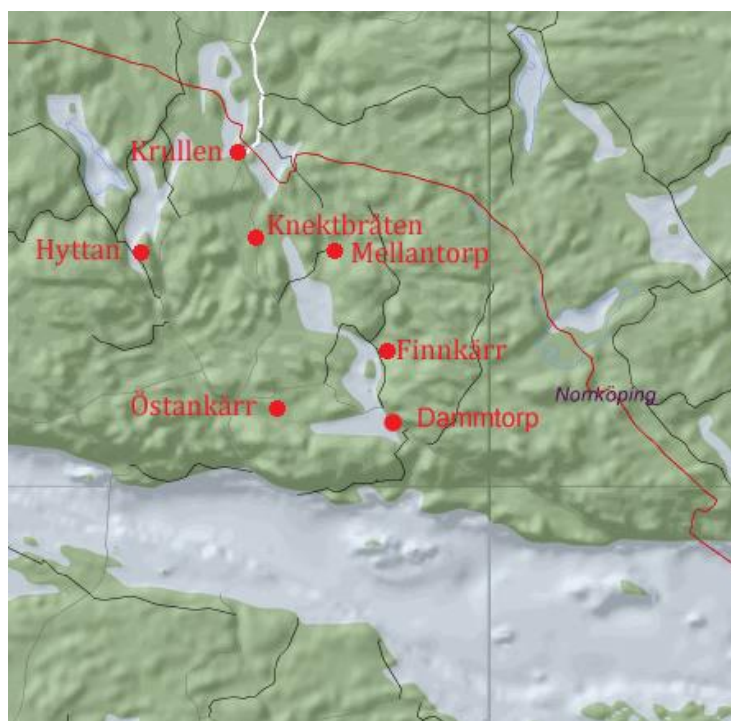 Krullen
Knektbråten
Hyttan
Mellantorp
Finnkärr
Norrköping
Östankärr
Dammtorp